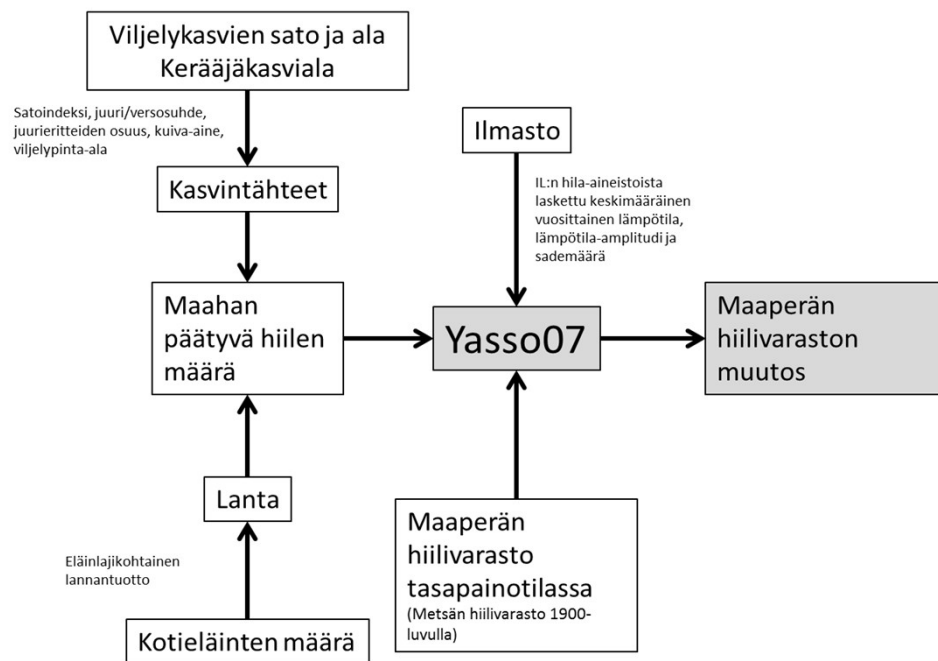 Viljelykasvien sato ja ala
Kerääjäkasviala
Satoindeksi, juuri/versosuhde,
juurieritteiden osuus, kuiva-aine,
viljelypinta-ala
Kasvintähteet
Maahan
päätyvä hiilen
määrä
Lanta
Eläinlajikohtainen
lannantuotto
Kotieläinten määrä
Ilmasto
IL:n hila-aineistoista
laskettu keskimääräinen
vuosittainen lämpötila,
lämpötila-amplitudi ja
sademäärä
Yasso07
Maaperän
hiilivarasto
tasapainotilassa
(Metsän hiilivarasto 1900-
luvulla)
Maaperän
hiilivaraston
muutos